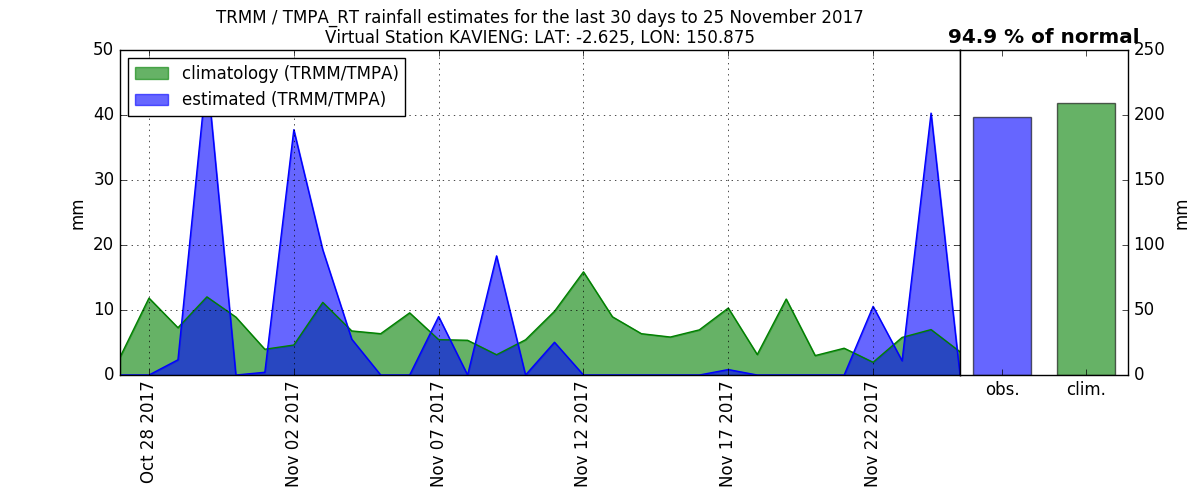 TRMM / TMPA_RT rainfall estimates for the last 30 days to 25 November 2017
Virtual Station KAVIENG: LAT: -2.625, LON: 150.875
94.9 % of normal
climatology (TRMM/TMPA)
estimated (TRMM/TMPA)
50
40
30
20
10
0
mm
Oct 28 2017
Nov 02 2017
Nov 07 2017
Nov 12 2017
Nov 17 2017
Nov 22 2017
obs.
clim.
250
200
150
100
50
0
mm